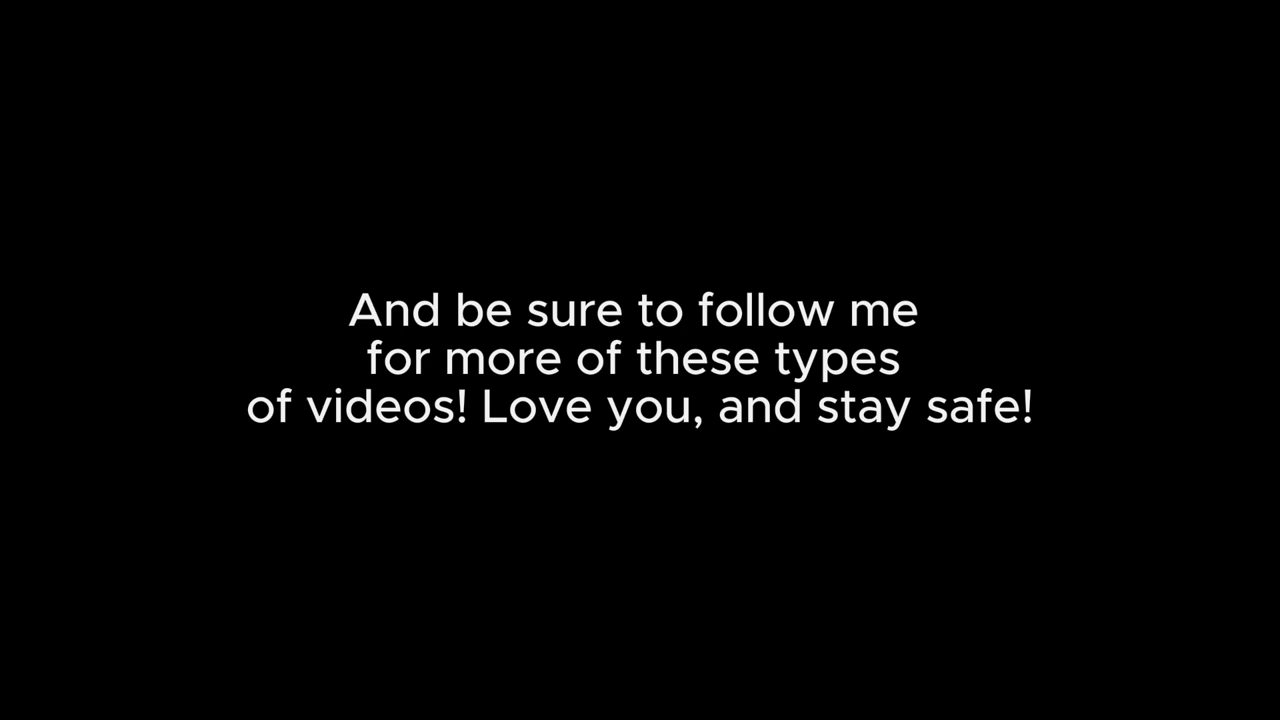 And be sure to follow me
for more of these types
of videos! Love you, and stay safe!